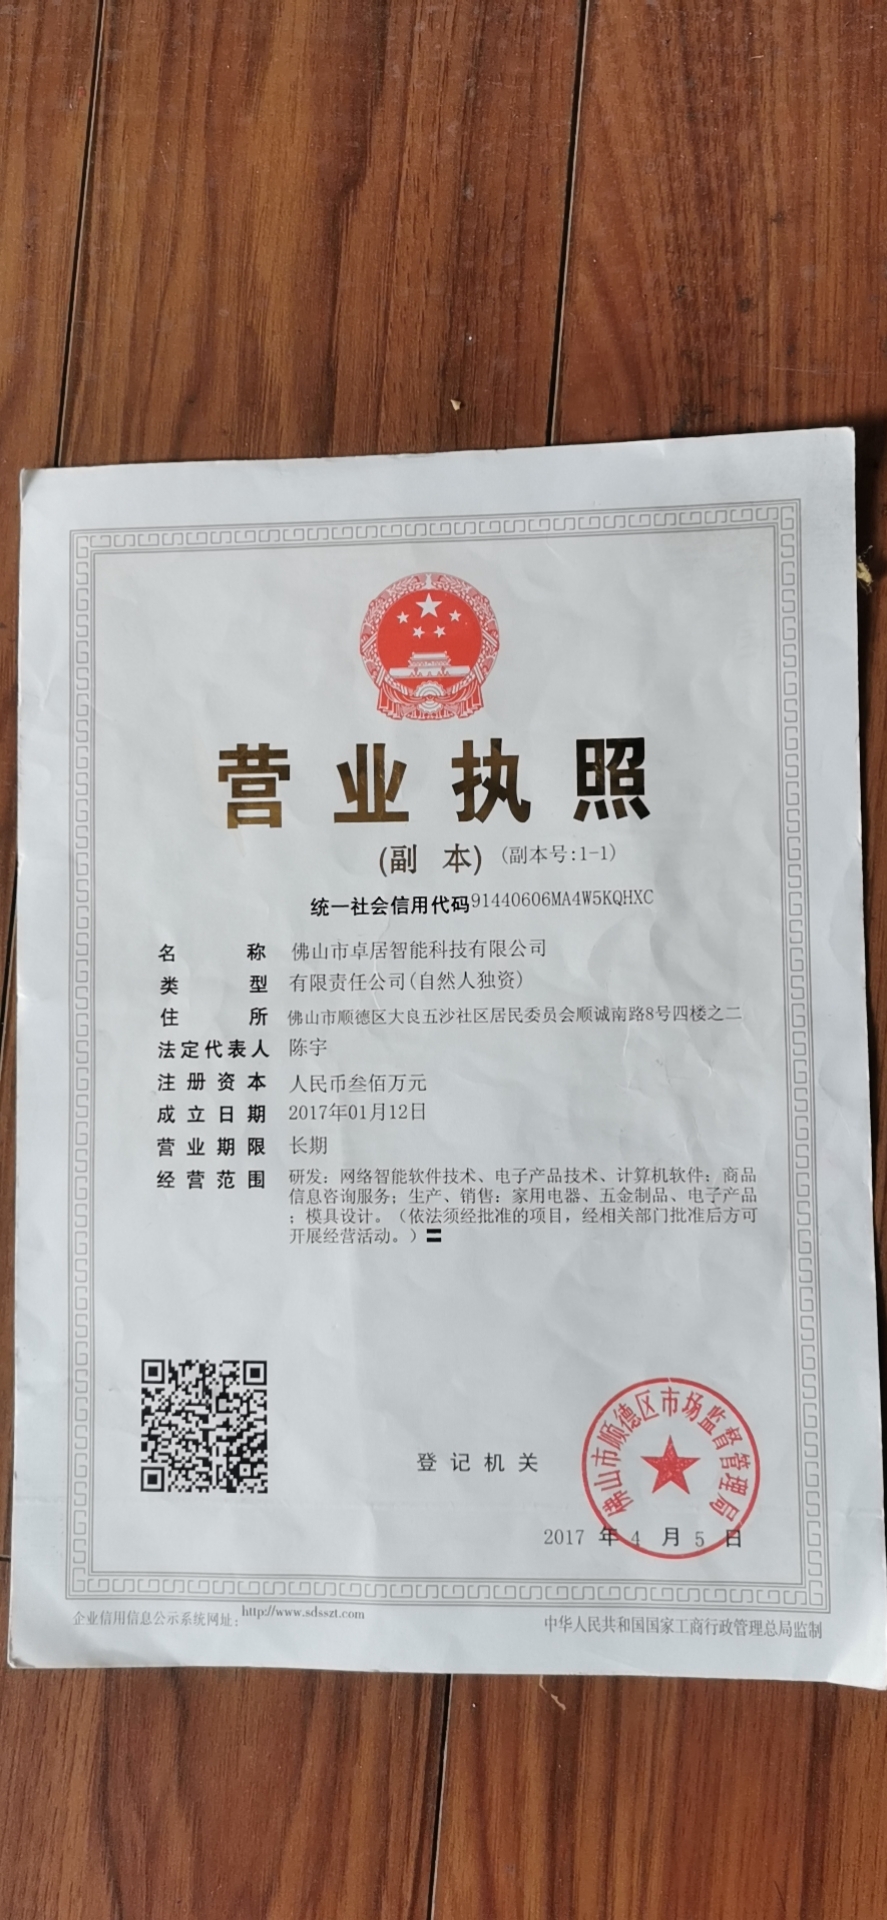 营业执照
(副 本) (副本号:1-1)
统一社会信用代码91440606MA4W5KQHXC
名 称 佛山市卓居智能科技有限公司
类 型 有限责任公司(自然人独资)
住 所 佛山市顺德区大良五沙社区居民委员会顺诚南路8号四楼之二
法定代表人 陈宇
注册资本 人民币叁佰万元
成立日期 2017年01月12日
营业期限 长期
经营范围 研发：网络智能软件技术、电子产品技术、计算机软件；商品
信息咨询服务；生产、销售：家用电器、五金制品、电子产品
；模具设计。（依法须经批准的项目，经相关部门批准后方可
开展经营活动。）〓
佛山市顺德区市场监督管理局
登记机关
2017 年 4 月 5 日
企业信用信息公示系统网址：http://www.sdsszt.com
中华人民共和国国家工商行政管理总局监制